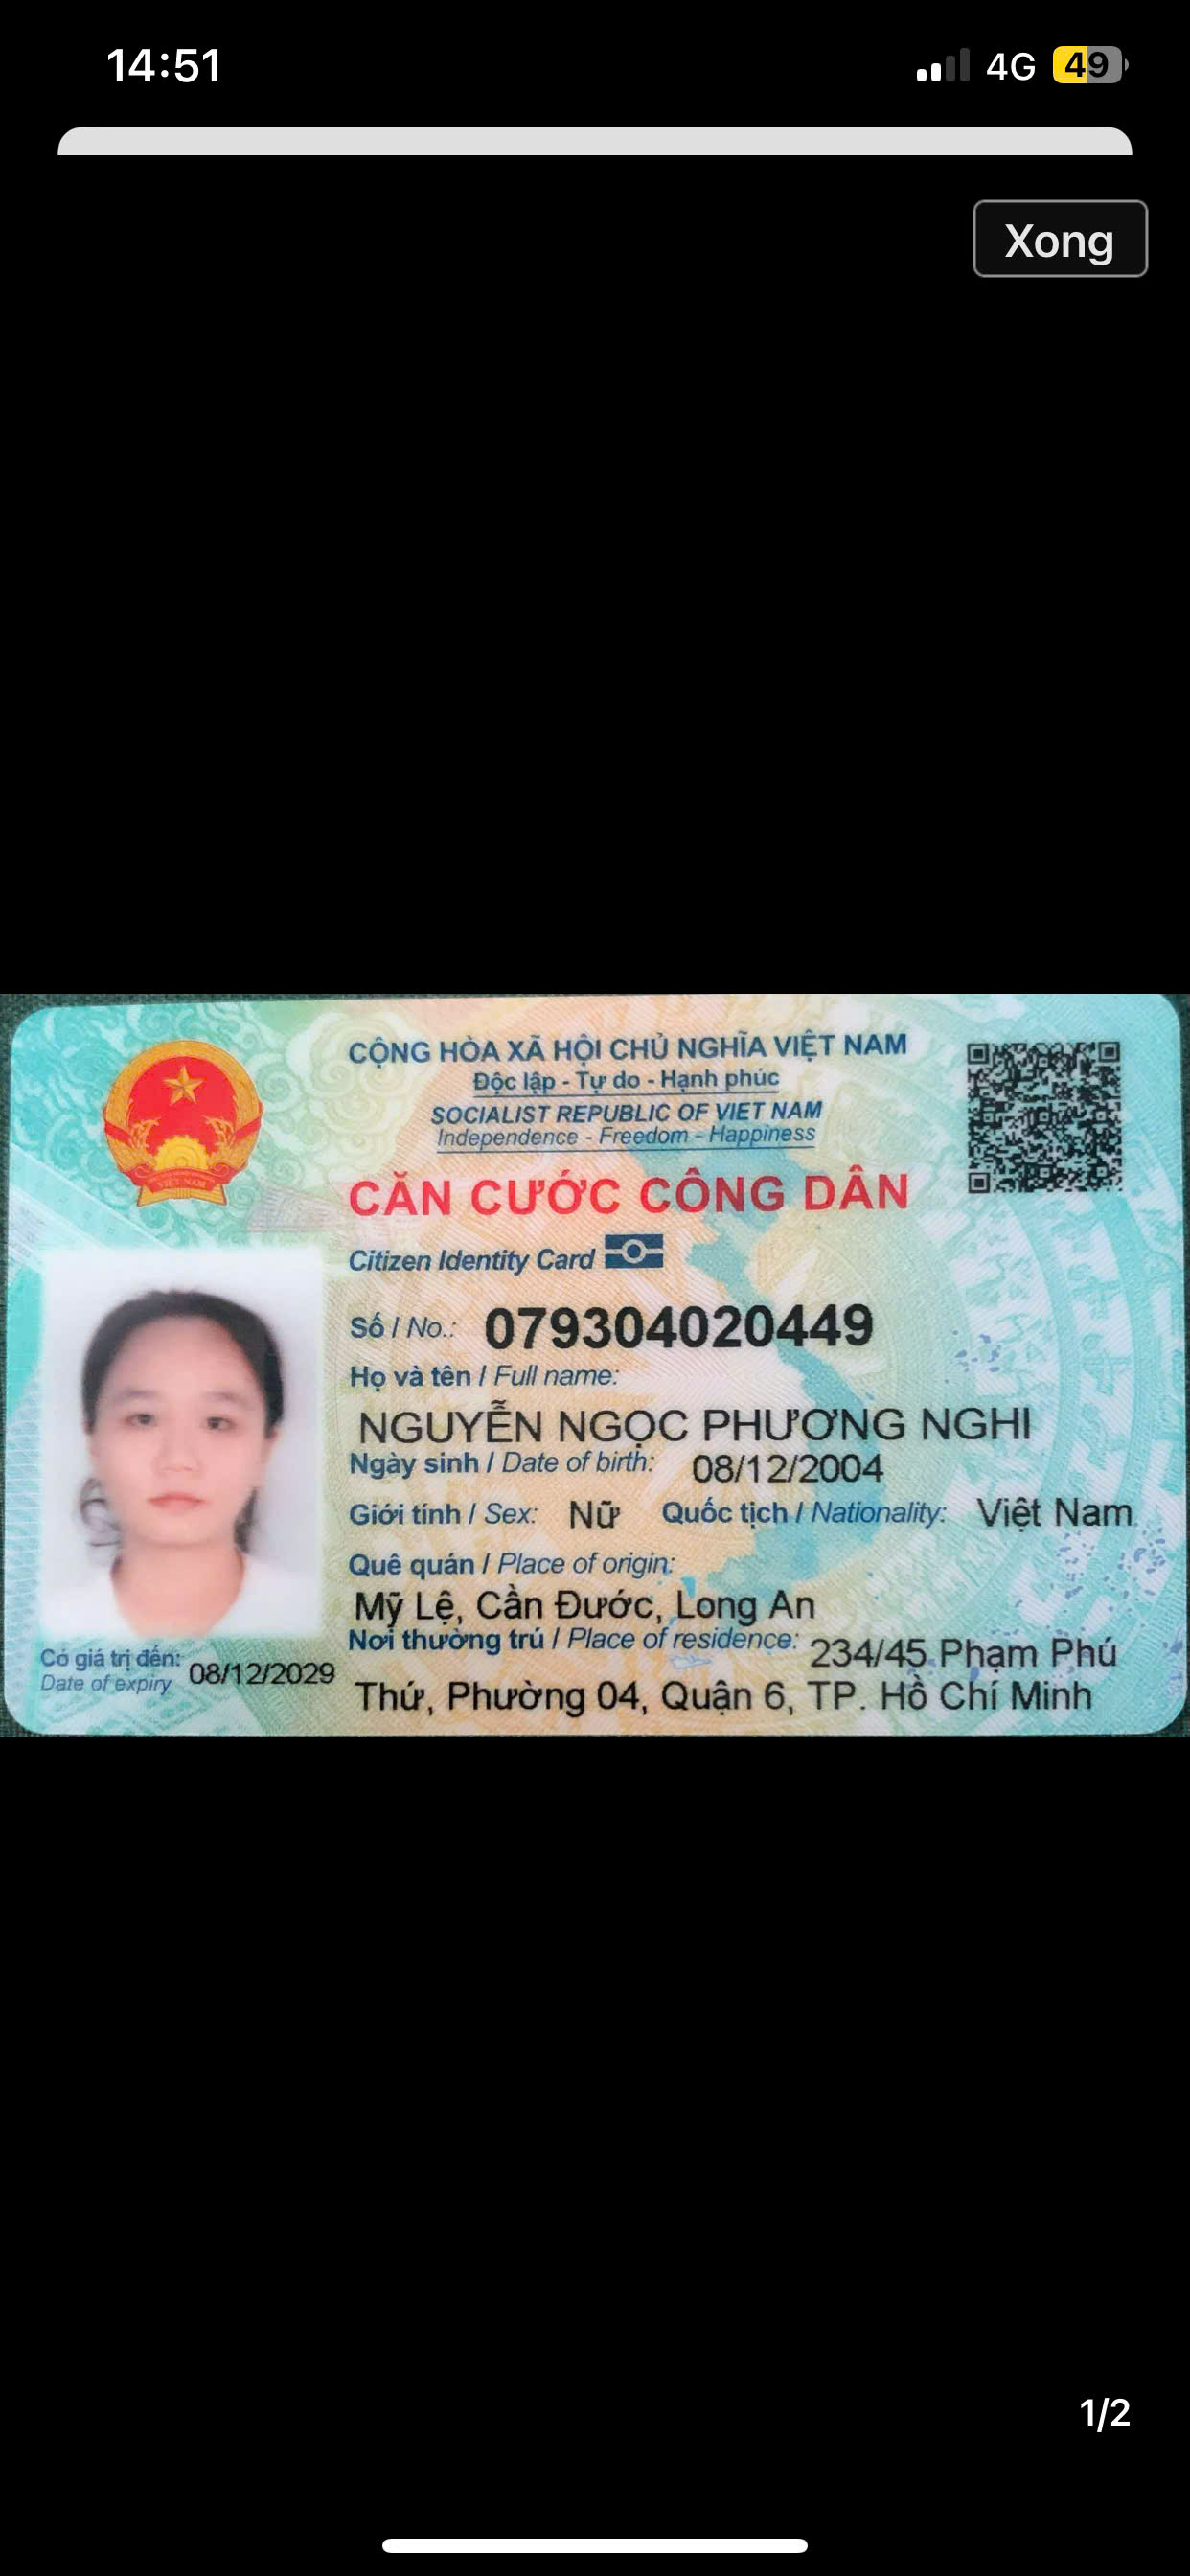 14:51
4G 49
Xong
CỘNG HÒA XÃ HỘI CHỦ NGHĨA VIỆT NAM
Độc lập - Tự do - Hạnh phúc
SOCIALIST REPUBLIC OF VIET NAM
Independence - Freedom - Happiness
CĂN CƯỚC CÔNG DÂN
Citizen Identity Card
Số / No.: 079304020449
Họ và tên / Full name:
NGUYỄN NGỌC PHƯƠNG NGHI
Ngày sinh / Date of birth: 08/12/2004
Giới tính / Sex: Nữ Quốc tịch / Nationality: Việt Nam
Quê quán / Place of origin:
Mỹ Lệ, Cần Đước, Long An
Nơi thường trú / Place of residence: 234/45 Phạm Phú
Thứ, Phường 04, Quận 6, TP. Hồ Chí Minh
Có giá trị đến: 08/12/2029
Date of expiry
VIỆT NAM
1/2